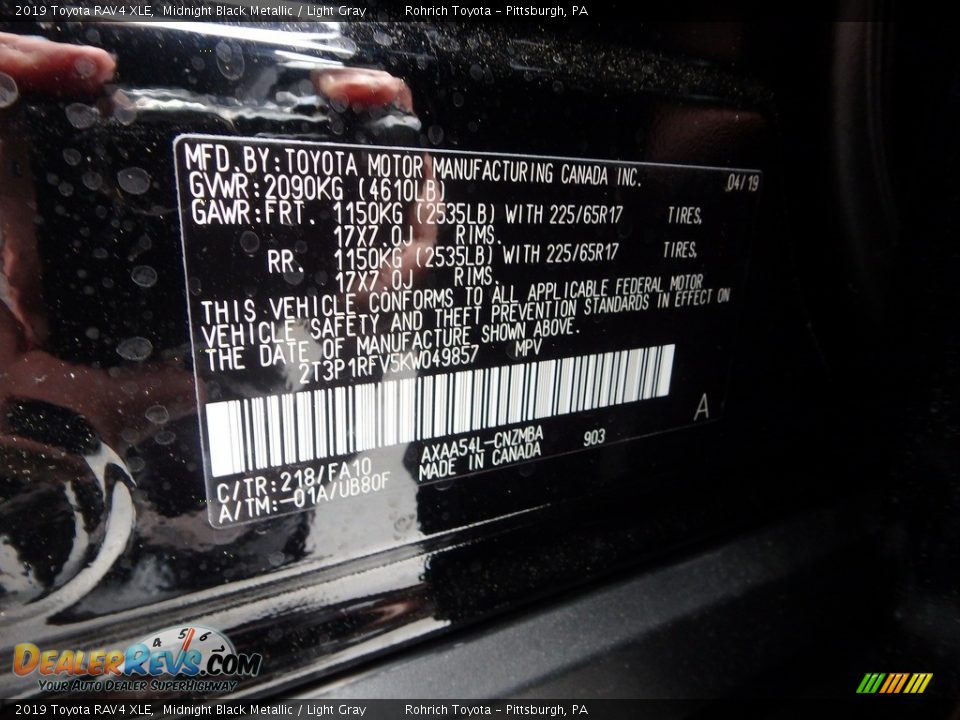 2019 Toyota RAV4 XLE, Midnight Black Metallic / Light Gray Rohrich Toyota - Pittsburgh, PA
MFD.BY:TOYOTA MOTOR MANUFACTURING CANADA INC. 04/19
GVWR:2090KG (4610LB)
GAWR:FRT. 1150KG (2535LB) WITH 225/65R17 TIRES,
17X7.0J RIMS.
RR. 1150KG (2535LB) WITH 225/65R17 TIRES,
17X7.0J RIMS.
THIS VEHICLE CONFORMS TO ALL APPLICABLE FEDERAL MOTOR
VEHICLE SAFETY AND THEFT PREVENTION STANDARDS IN EFFECT ON
THE DATE OF MANUFACTURE SHOWN ABOVE.
2T3P1RFV5KW049857 MPV
A
C/TR:218/FA10 AXAA54L-CNZMBA 903
A/TM:-01A/UB80F MADE IN CANADA
4 5 6
DEALERREVS.COM
YOUR AUTO DEALER SUPERHIGHWAY
2019 Toyota RAV4 XLE, Midnight Black Metallic / Light Gray Rohrich Toyota - Pittsburgh, PA